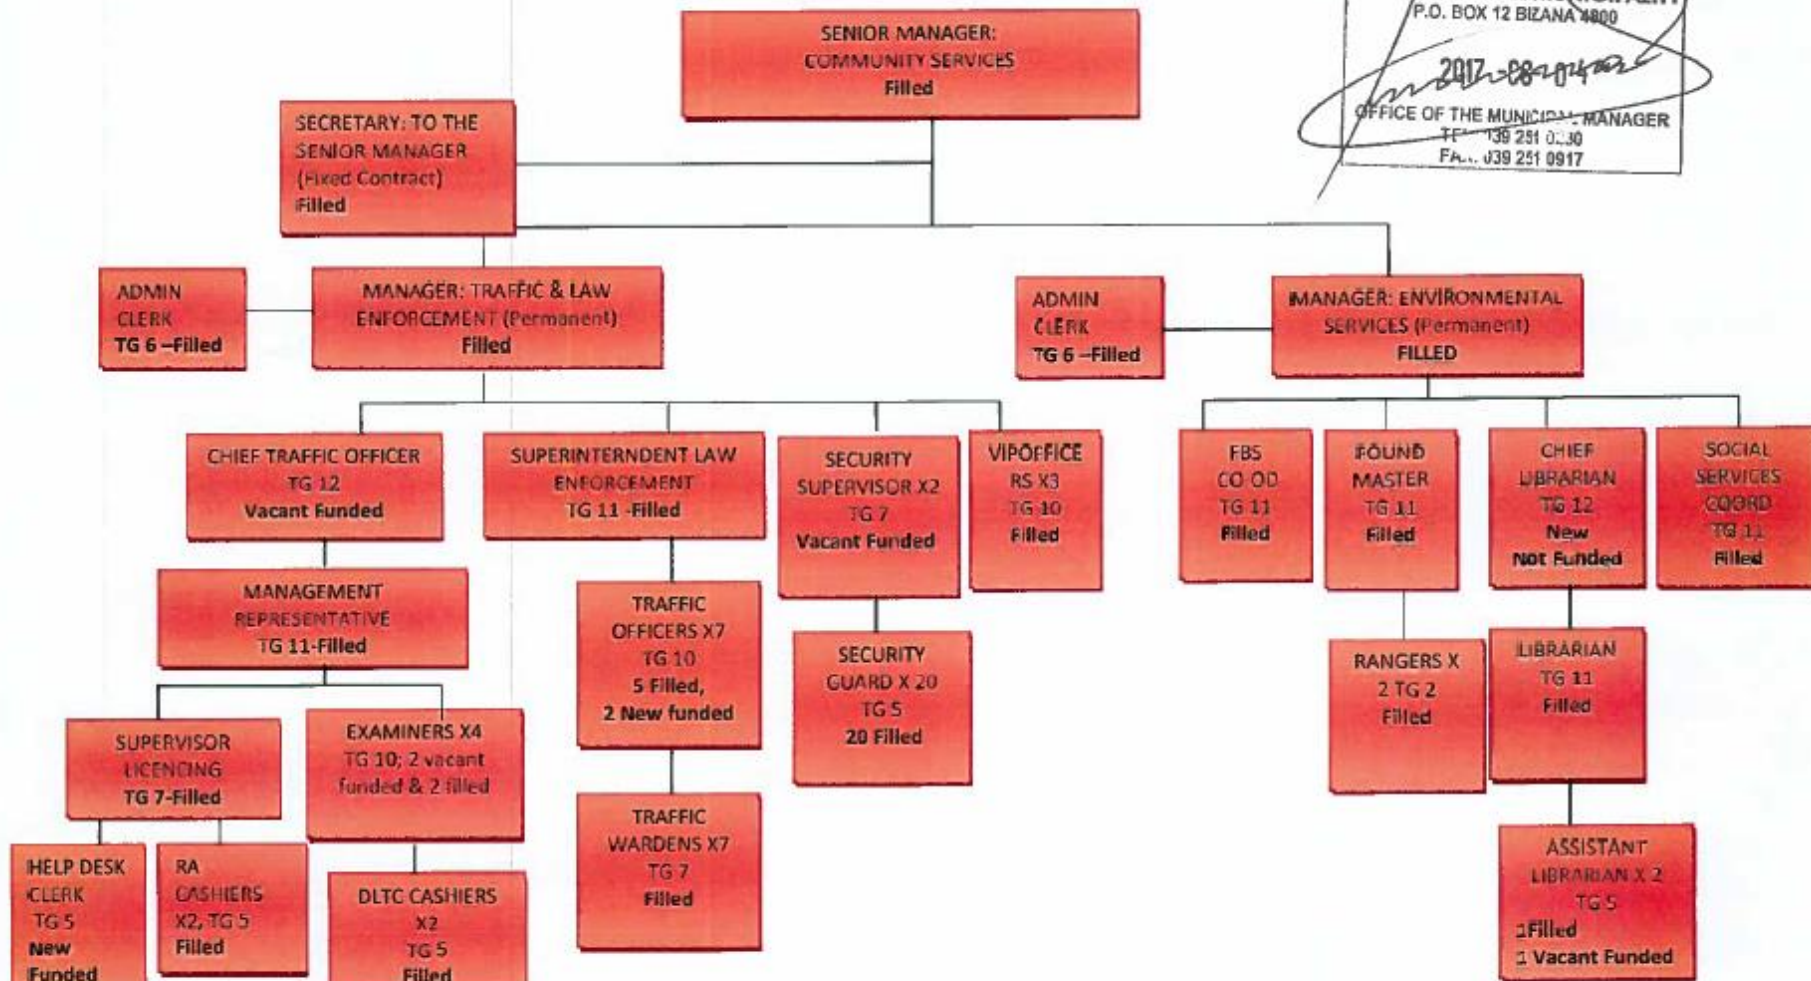 SENIOR MANAGER:
COMMUNITY SERVICES
Filled
P.O. BOX 12 BIZANA 4800
2017-08-04
OFFICE OF THE MUNICIPAL MANAGER
039 251 0917
SECRETARY: TO THE
SENIOR MANAGER
(Fixed Contract)
Filled
ADMIN
CLERK
TG 6 –Filled
MANAGER: TRAFFIC & LAW
ENFORCEMENT (Permanent)
Filled
ADMIN
CLERK
TG 6 –Filled
MANAGER: ENVIRONMENTAL
SERVICES (Permanent)
FILLED
CHIEF TRAFFIC OFFICER
TG 12
Vacant Funded
SUPERINTERNDENT LAW
ENFORCEMENT
TG 11 -Filled
SECURITY
SUPERVISOR X2
TG 7
Vacant Funded
VIPOFFICE
RS X3
TG 10
Filled
FBS
CO OD
TG 11
Filled
POUND
MASTER
TG 11
Filled
CHIEF
LIBRARIAN
TG 12
New
Not Funded
SOCIAL
SERVICES
COORD
TG 11
Filled
MANAGEMENT
REPRESENTATIVE
TG 11-Filled
TRAFFIC
OFFICERS X7
TG 10
5 Filled,
2 New funded
SECURITY
GUARD X 20
TG 5
20 Filled
RANGERS X
2 TG 2
Filled
LIBRARIAN
TG 11
Filled
SUPERVISOR
LICENCING
TG 7-Filled
EXAMINERS X4
TG 10; 2 vacant
funded & 2 filled
TRAFFIC
WARDENS X7
TG 7
Filled
ASSISTANT
LIBRARIAN X 2
TG 5
1Filled
1 Vacant Funded
HELP DESK
CLERK
TG 5
New
Funded
RA
CASHIERS
X2, TG 5
Filled
DLTC CASHIERS
X2
TG 5
Filled